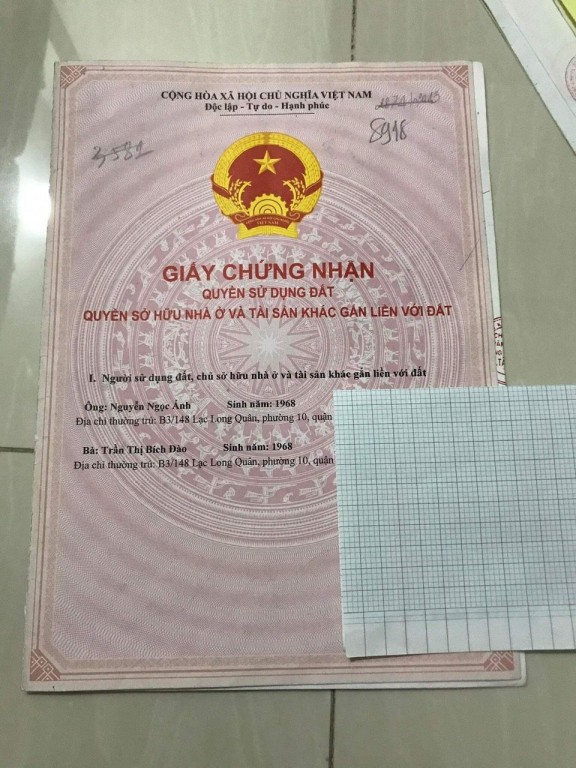 CỘNG HÒA XÃ HỘI CHỦ NGHĨA VIỆT NAM
Độc lập - Tự do - Hạnh phúc
8918
3581
VIỆT NAM
GIẤY CHỨNG NHẬN
QUYỀN SỬ DỤNG ĐẤT
QUYỀN SỞ HỮU NHÀ Ở VÀ TÀI SẢN KHÁC GẮN LIỀN VỚI ĐẤT
I. Người sử dụng đất, chủ sở hữu nhà ở và tài sản khác gắn liền với đất
Ông: Nguyễn Ngọc Ánh Sinh năm: 1968
Địa chỉ thường trú: B3/148 Lạc Long Quân, phường 10, quận
Bà: Trần Thị Bích Đào Sinh năm: 1968
Địa chỉ thường trú: B3/148 Lạc Long Quân, phường 10, quận